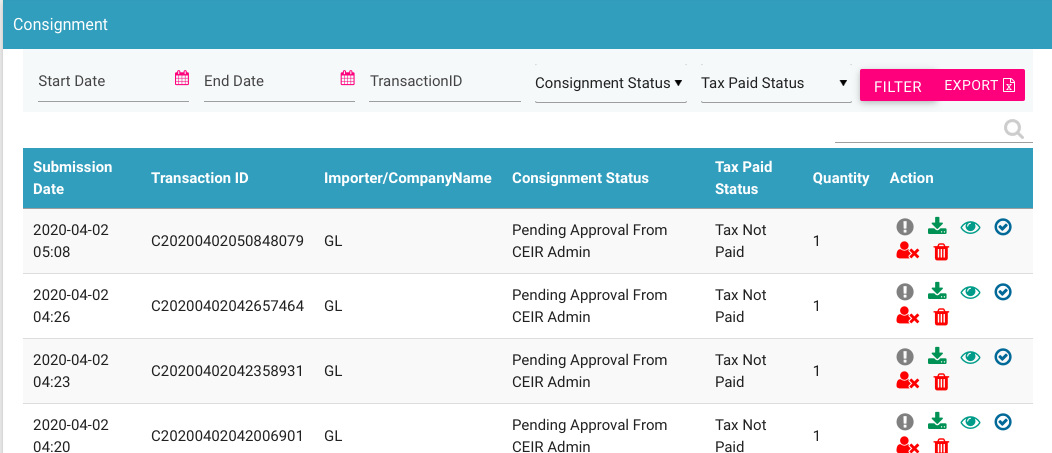 Consignment
Start Date End Date TransactionID Consignment Status Tax Paid Status FILTER EXPORT
Submission Date Transaction ID Importer/CompanyName Consignment Status Tax Paid Status Quantity Action
2020-04-02 05:08 C20200402050848079 GL Pending Approval From CEIR Admin Tax Not Paid 1
2020-04-02 04:26 C20200402042657464 GL Pending Approval From CEIR Admin Tax Not Paid 1
2020-04-02 04:23 C20200402042358931 GL Pending Approval From CEIR Admin Tax Not Paid 1
2020-04-02 04:20 C20200402042006901 GL Pending Approval From CEIR Admin Tax Not Paid 1